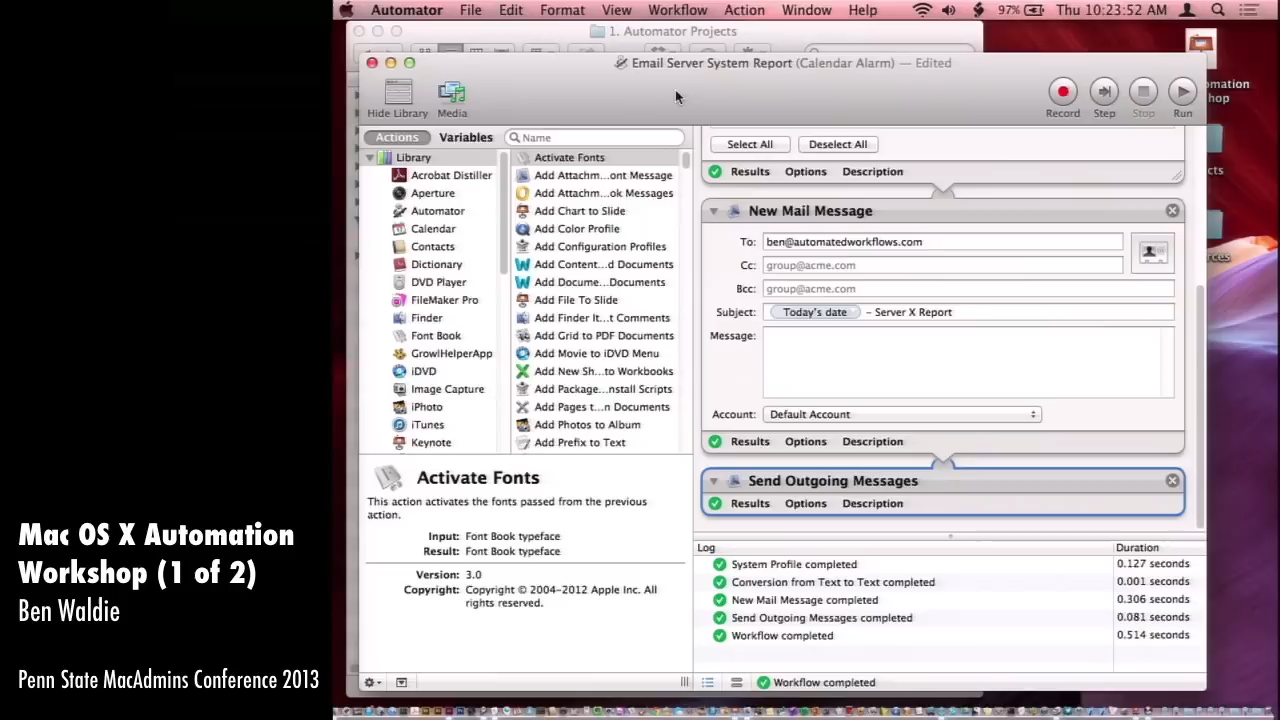 Automator File Edit Format View Workflow Action Window Help 97% Thu 10:23:52 AM
1. Automator Projects
Email Server System Report (Calendar Alarm) — Edited
Hide Library Media Record Step Stop Run
Actions Variables Name
Library
Acrobat Distiller
Aperture
Automator
Calendar
Contacts
Dictionary
DVD Player
FileMaker Pro
Finder
Font Book
GrowlHelperApp
iDVD
Image Capture
iPhoto
iTunes
Keynote
Activate Fonts
Add Attachm...ont Message
Add Attachm...ok Messages
Add Chart to Slide
Add Color Profile
Add Configuration Profiles
Add Content...d Documents
Add Docume...Documents
Add File To Slide
Add Finder It...t Comments
Add Grid to PDF Documents
Add Movie to iDVD Menu
Add New Sh...to Workbooks
Add Package...nstall Scripts
Add Pages t...n Documents
Add Photos to Album
Add Prefix to Text
Activate Fonts
This action activates the fonts passed from the previous
action.
Input: Font Book typeface
Result: Font Book typeface
Version: 3.0
Copyright: Copyright © 2004–2012 Apple Inc. All
rights reserved.
Select All Deselect All
Results Options Description
New Mail Message
To: ben@automatedworkflows.com
Cc: group@acme.com
Bcc: group@acme.com
Subject: Today's date – Server X Report
Message:
Account: Default Account
Results Options Description
Send Outgoing Messages
Results Options Description
Log Duration
System Profile completed 0.127 seconds
Conversion from Text to Text completed 0.001 seconds
New Mail Message completed 0.306 seconds
Send Outgoing Messages completed 0.081 seconds
Workflow completed 0.514 seconds
Workflow completed
Mac OS X Automation
Workshop (1 of 2)
Ben Waldie
Penn State MacAdmins Conference 2013